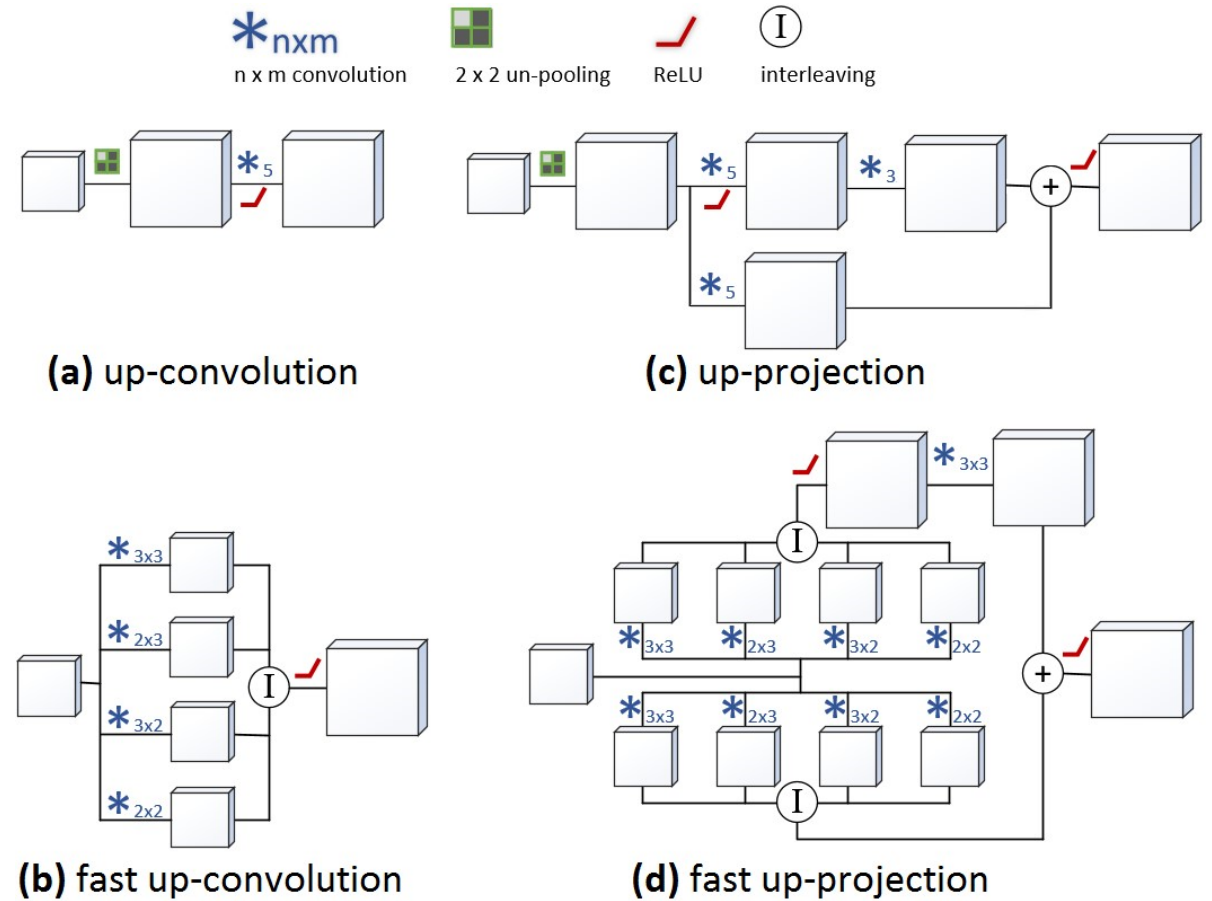 *nxm
n x m convolution
2 x 2 un-pooling
ReLU
I
interleaving
*5
(a) up-convolution
*5
*3
+
*5
(c) up-projection
*3x3
*2x3
I
*3x2
*2x2
(b) fast up-convolution
*3x3
I
*3x3 *2x3 *3x2 *2x2
+
*3x3 *2x3 *3x2 *2x2
I
(d) fast up-projection